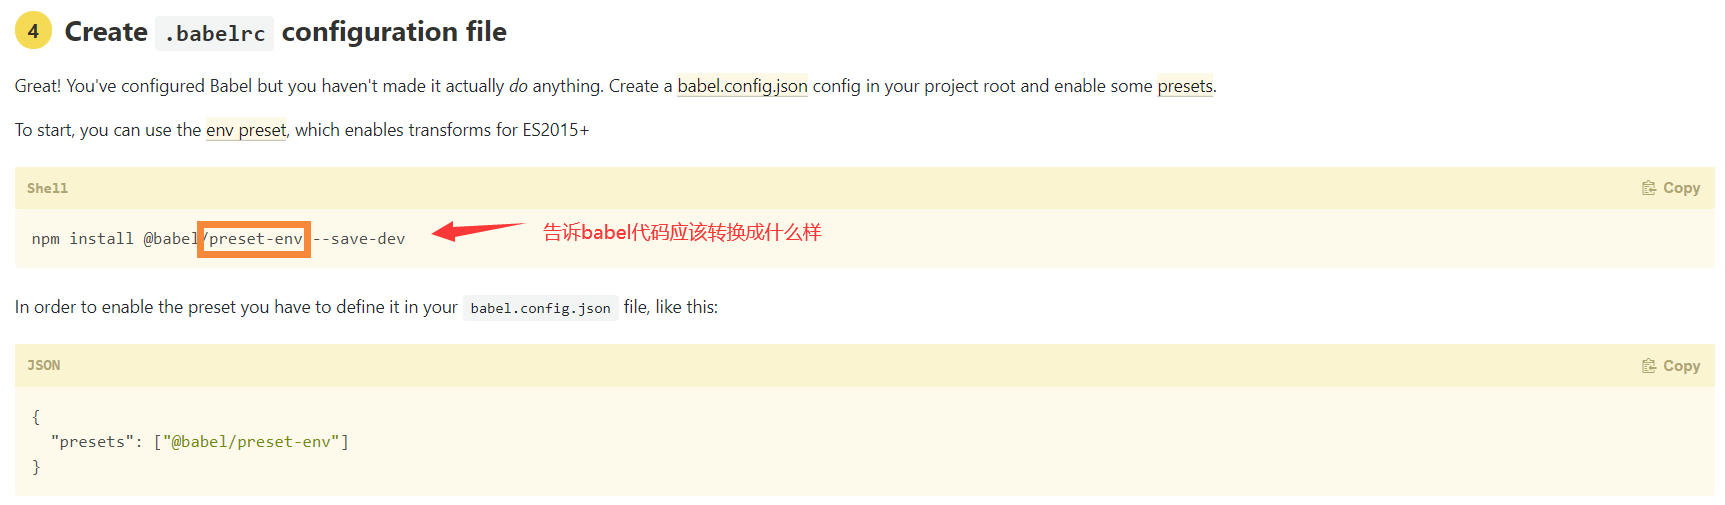 4 Create .babelrc configuration file
Great! You've configured Babel but you haven't made it actually do anything. Create a babel.config.json config in your project root and enable some presets.
To start, you can use the env preset, which enables transforms for ES2015+
Shell Copy
npm install @babel/preset-env --save-dev 告诉babel代码应该转换成什么样
In order to enable the preset you have to define it in your babel.config.json file, like this:
JSON Copy
{
"presets": ["@babel/preset-env"]
}